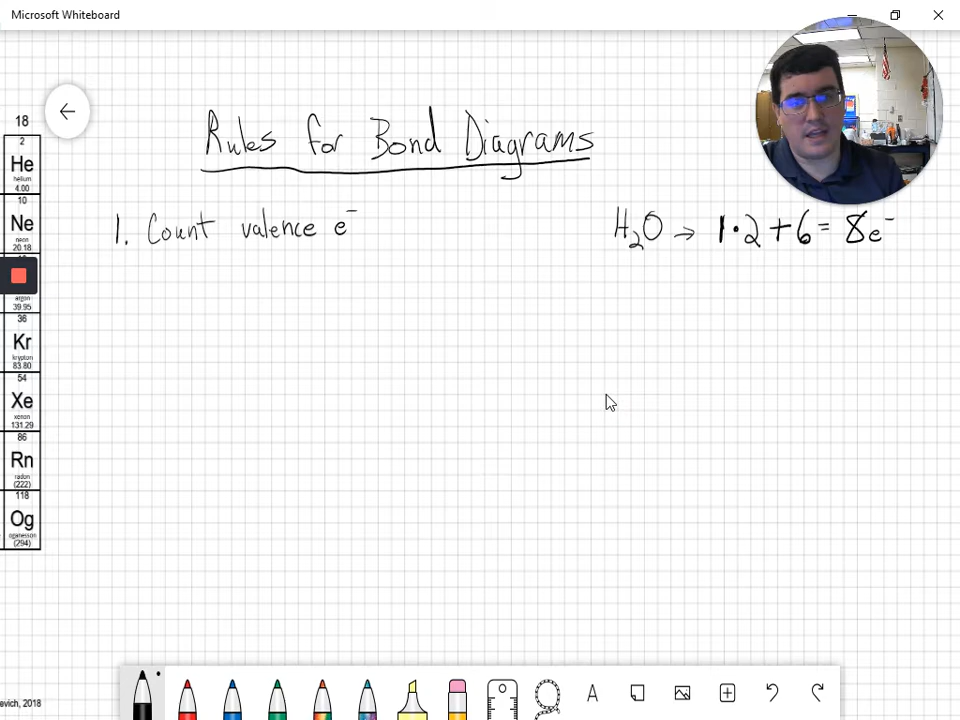 Microsoft Whiteboard
Rules for Bond Diagrams
1. Count valence e⁻
H₂O → 1·2+6= 8e⁻
18
2
He
helium
4.00
10
Ne
neon
20.18
argon
39.95
36
Kr
krypton
83.80
54
Xe
xenon
131.29
86
Rn
radon
(222)
118
Og
oganesson
(294)
evich, 2018
A